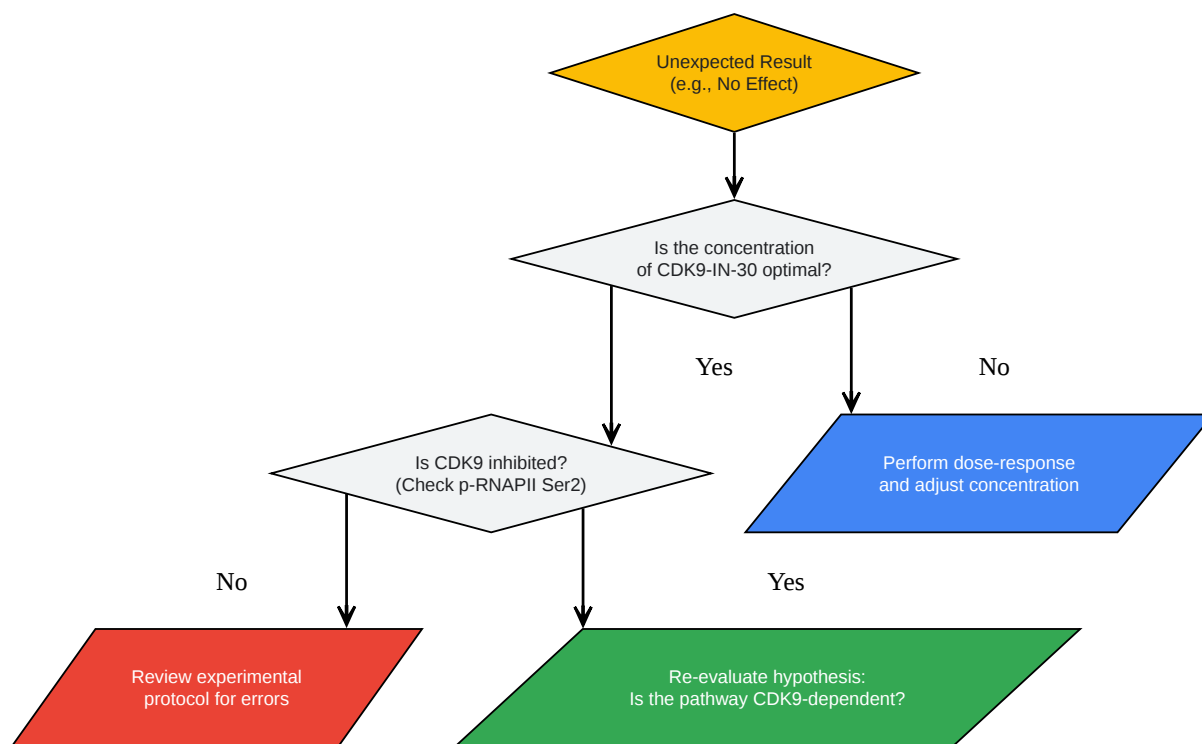 Unexpected Result
(e.g., No Effect)
Is the concentration
of CDK9-IN-30 optimal?
Yes
No
Is CDK9 inhibited?
(Check p-RNAPII Ser2)
Perform dose-response
and adjust concentration
No
Yes
Review experimental
protocol for errors
Re-evaluate hypothesis:
Is the pathway CDK9-dependent?